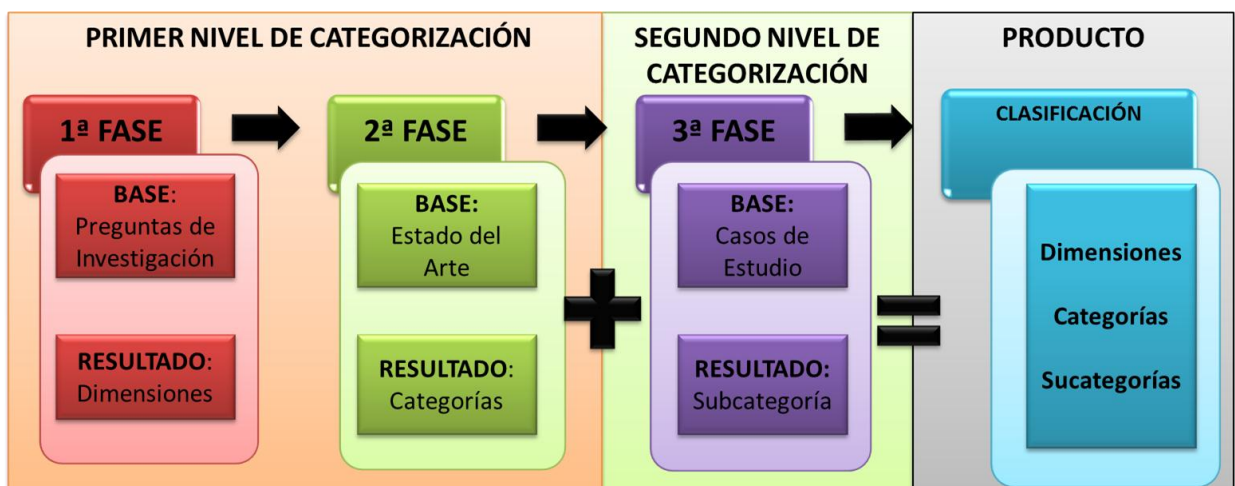 PRIMER NIVEL DE CATEGORIZACIÓN
1ª FASE
BASE:
Preguntas de
Investigación
RESULTADO:
Dimensiones
2ª FASE
BASE:
Estado del
Arte
RESULTADO:
Categorías
SEGUNDO NIVEL DE
CATEGORIZACIÓN
3ª FASE
BASE:
Casos de
Estudio
RESULTADO:
Subcategoría
PRODUCTO
CLASIFICACIÓN
Dimensiones
Categorías
Sucategorías